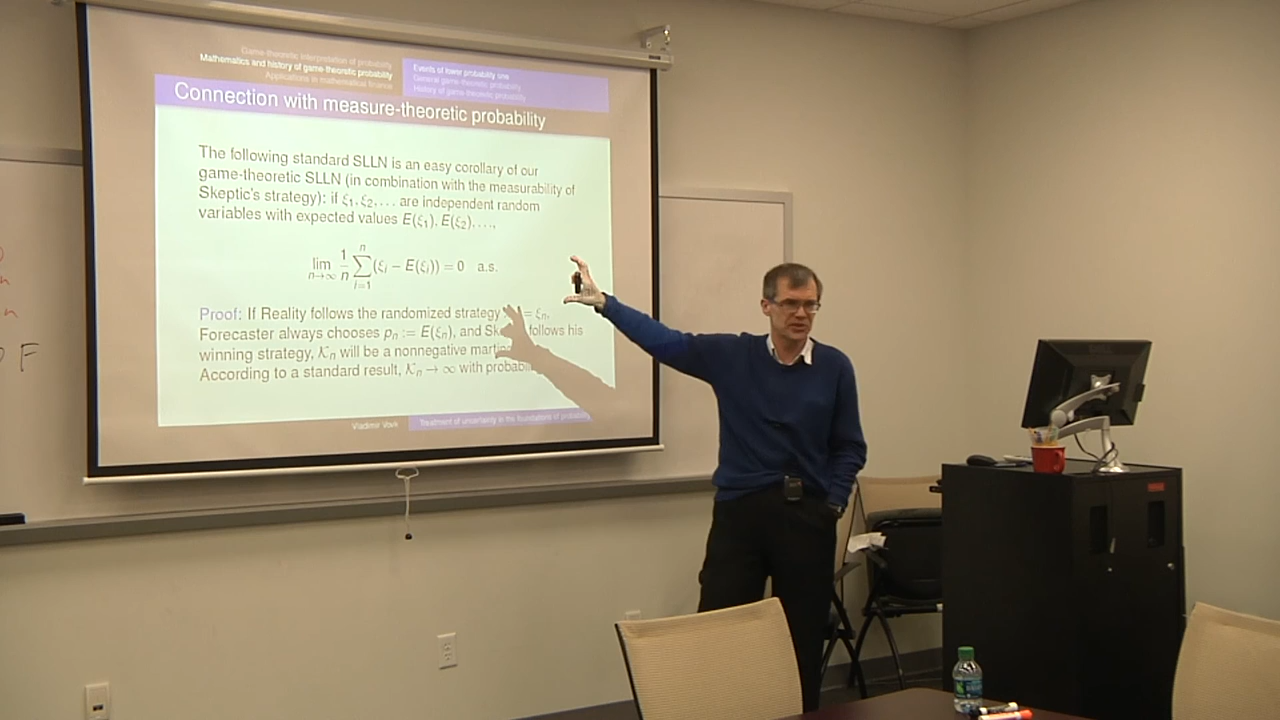 Game-theoretic interpretation of probability
Mathematics and history of game-theoretic probability
Applications in mathematical finance
Events of lower probability one
General game-theoretic probability
History of game-theoretic probability
Connection with measure-theoretic probability
The following standard SLLN is an easy corollary of our
game-theoretic SLLN (in combination with the measurability of
Skeptic's strategy): if ξ₁, ξ₂, . . . are independent random
variables with expected values E(ξ₁), E(ξ₂), . . . ,
lim n→∞ 1/n ∑ i=1 n (ξᵢ − E(ξᵢ)) = 0 a.s.
Proof: If Reality follows the randomized strategy = ξₙ,
Forecaster always chooses pₙ := E(ξₙ), and follows his
winning strategy, 𝒦ₙ will be a nonnegative
According to a standard result, 𝒦ₙ → ∞ with
Vladimir Vovk
Treatment of uncertainty in the foundations of probability
F